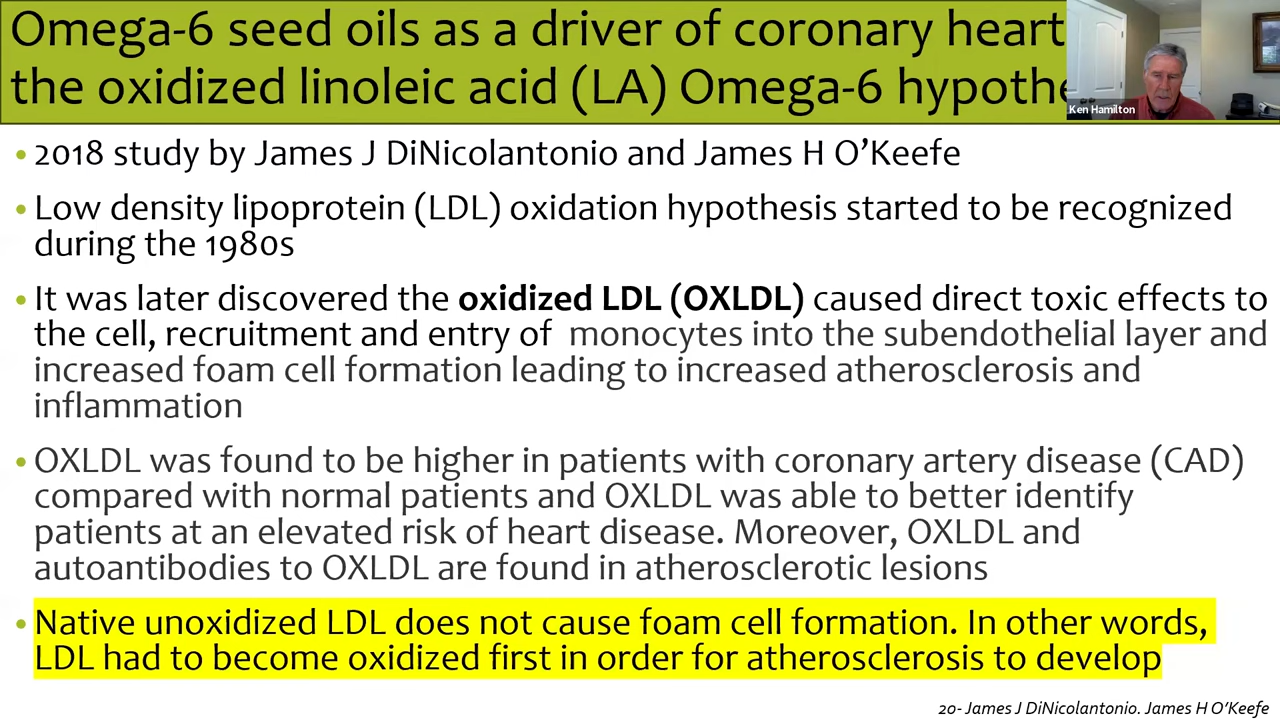 Omega-6 seed oils as a driver of coronary heart
the oxidized linoleic acid (LA) Omega-6 hypothe
Ken Hamilton
• 2018 study by James J DiNicolantonio and James H O’Keefe
• Low density lipoprotein (LDL) oxidation hypothesis started to be recognized
during the 1980s
• It was later discovered the oxidized LDL (OXLDL) caused direct toxic effects to
the cell, recruitment and entry of monocytes into the subendothelial layer and
increased foam cell formation leading to increased atherosclerosis and
inflammation
• OXLDL was found to be higher in patients with coronary artery disease (CAD)
compared with normal patients and OXLDL was able to better identify
patients at an elevated risk of heart disease. Moreover, OXLDL and
autoantibodies to OXLDL are found in atherosclerotic lesions
• Native unoxidized LDL does not cause foam cell formation. In other words,
LDL had to become oxidized first in order for atherosclerosis to develop
20- James J DiNicolantonio. James H O’Keefe